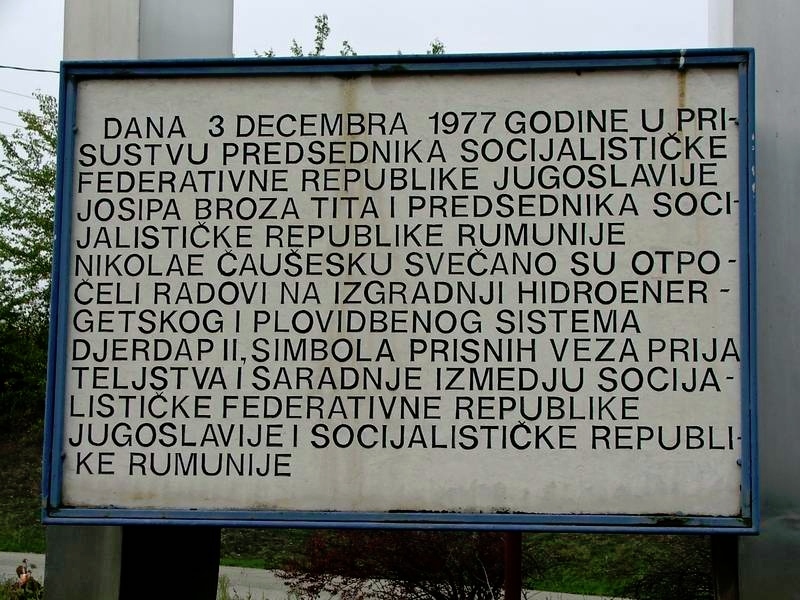 DANA 3 DECEMBRA 1977 GODINE U PRI-
SUSTVU PREDSEDNIKA SOCIJALISTIČKE
FEDERATIVNE REPUBLIKE JUGOSLAVIJE
JOSIPA BROZA TITA I PREDSEDNIKA SOCI-
JALISTIČKE REPUBLIKE RUMUNIJE
NIKOLAE ČAUŠESKU SVEČANO SU OTPO-
ČELI RADOVI NA IZGRADNJI HIDROENER-
GETSKOG I PLOVIDBENOG SISTEMA
DJERDAP II, SIMBOLA PRISNIH VEZA PRIJA
TELJSTVA I SARADNJE IZMEDJU SOCIJA-
LISTIČKE FEDERATIVNE REPUBLIKE
JUGOSLAVIJE I SOCIJALISTIČKE REPUBLI-
KE RUMUNIJE